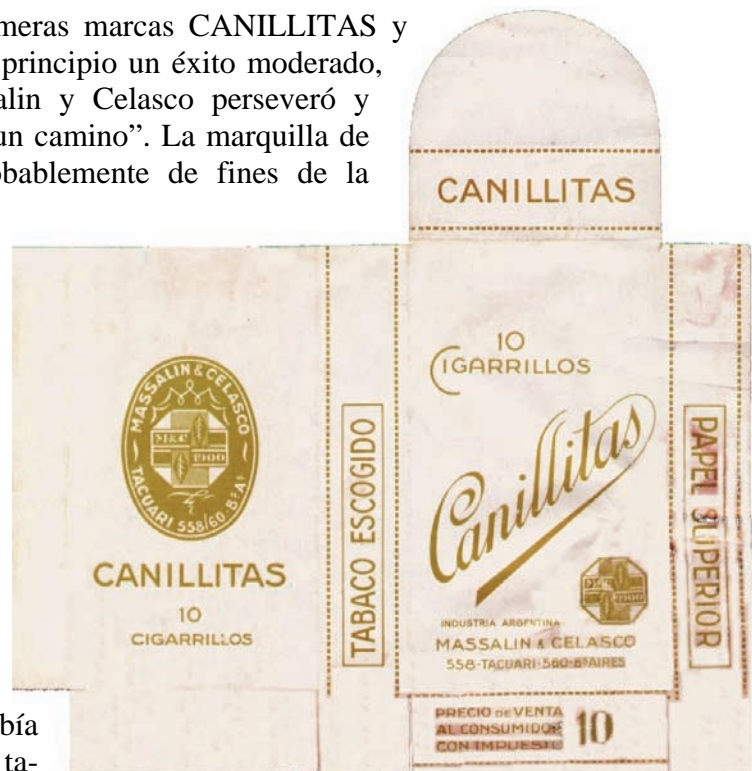 meras marcas CANILLITAS y
principio un éxito moderado,
alin y Celasco perseveró y
un camino”. La marquilla de
obablemente de fines de la
CANILLITAS
MASSALIN & CELASCO
M&C
1900
TACUARI 558/60 Bˢ Aˢ
CANILLITAS
10
CIGARRILLOS
TABACO ESCOGIDO
10
CIGARRILLOS
Canillitas
M&C
1900
INDUSTRIA ARGENTINA
MASSALIN & CELASCO
558-TACUARI-560-Bˢ AIRES
PAPEL SUPERIOR
PRECIO DE VENTA
AL CONSUMIDOR
CON IMPUESTO
10
bía
ta-